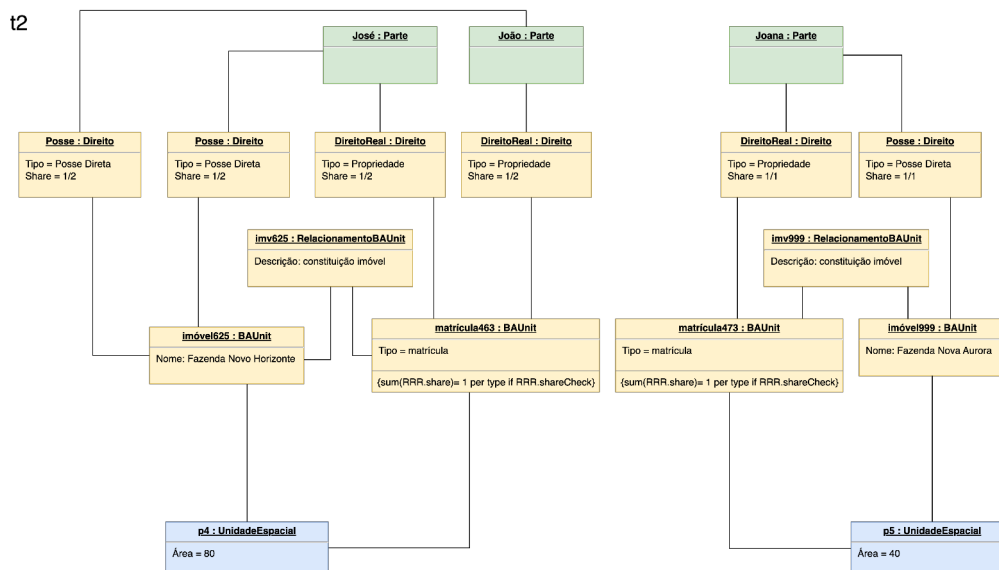 t2
José : Parte
João : Parte
Joana : Parte
Posse : Direito
Tipo = Posse Direta
Share = 1/2
Posse : Direito
Tipo = Posse Direta
Share = 1/2
DireitoReal : Direito
Tipo = Propriedade
Share = 1/2
DireitoReal : Direito
Tipo = Propriedade
Share = 1/2
DireitoReal : Direito
Tipo = Propriedade
Share = 1/1
Posse : Direito
Tipo = Posse Direta
Share = 1/1
imv625 : RelacionamentoBAUnit
Descrição: constituição imóvel
imv999 : RelacionamentoBAUnit
Descrição: constituição imóvel
imóvel625 : BAUnit
Nome: Fazenda Novo Horizonte
matrícula463 : BAUnit
Tipo = matrícula
{sum(RRR.share)= 1 per type if RRR.shareCheck}
matrícula473 : BAUnit
Tipo = matrícula
{sum(RRR.share)= 1 per type if RRR.shareCheck}
imóvel999 : BAUnit
Nome: Fazenda Nova Aurora
p4 : UnidadeEspacial
Área = 80
p5 : UnidadeEspacial
Área = 40